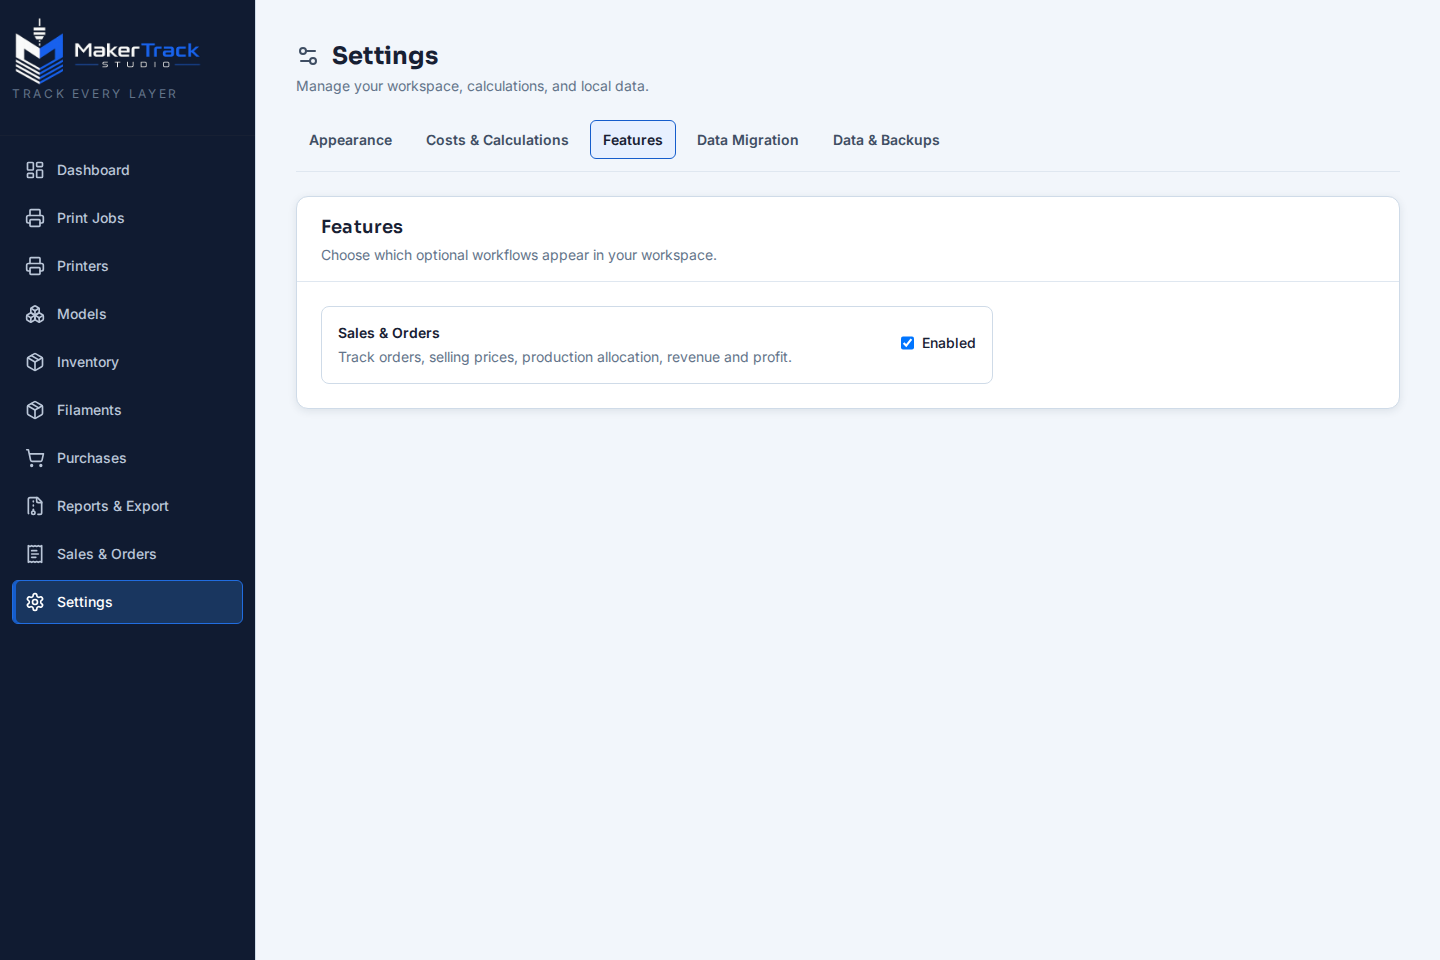 MakerTrack
STUDIO
TRACK EVERY LAYER
Dashboard
Print Jobs
Printers
Models
Inventory
Filaments
Purchases
Reports & Export
Sales & Orders
Settings
Settings
Manage your workspace, calculations, and local data.
Appearance
Costs & Calculations
Features
Data Migration
Data & Backups
Features
Choose which optional workflows appear in your workspace.
Sales & Orders
Track orders, selling prices, production allocation, revenue and profit.
Enabled